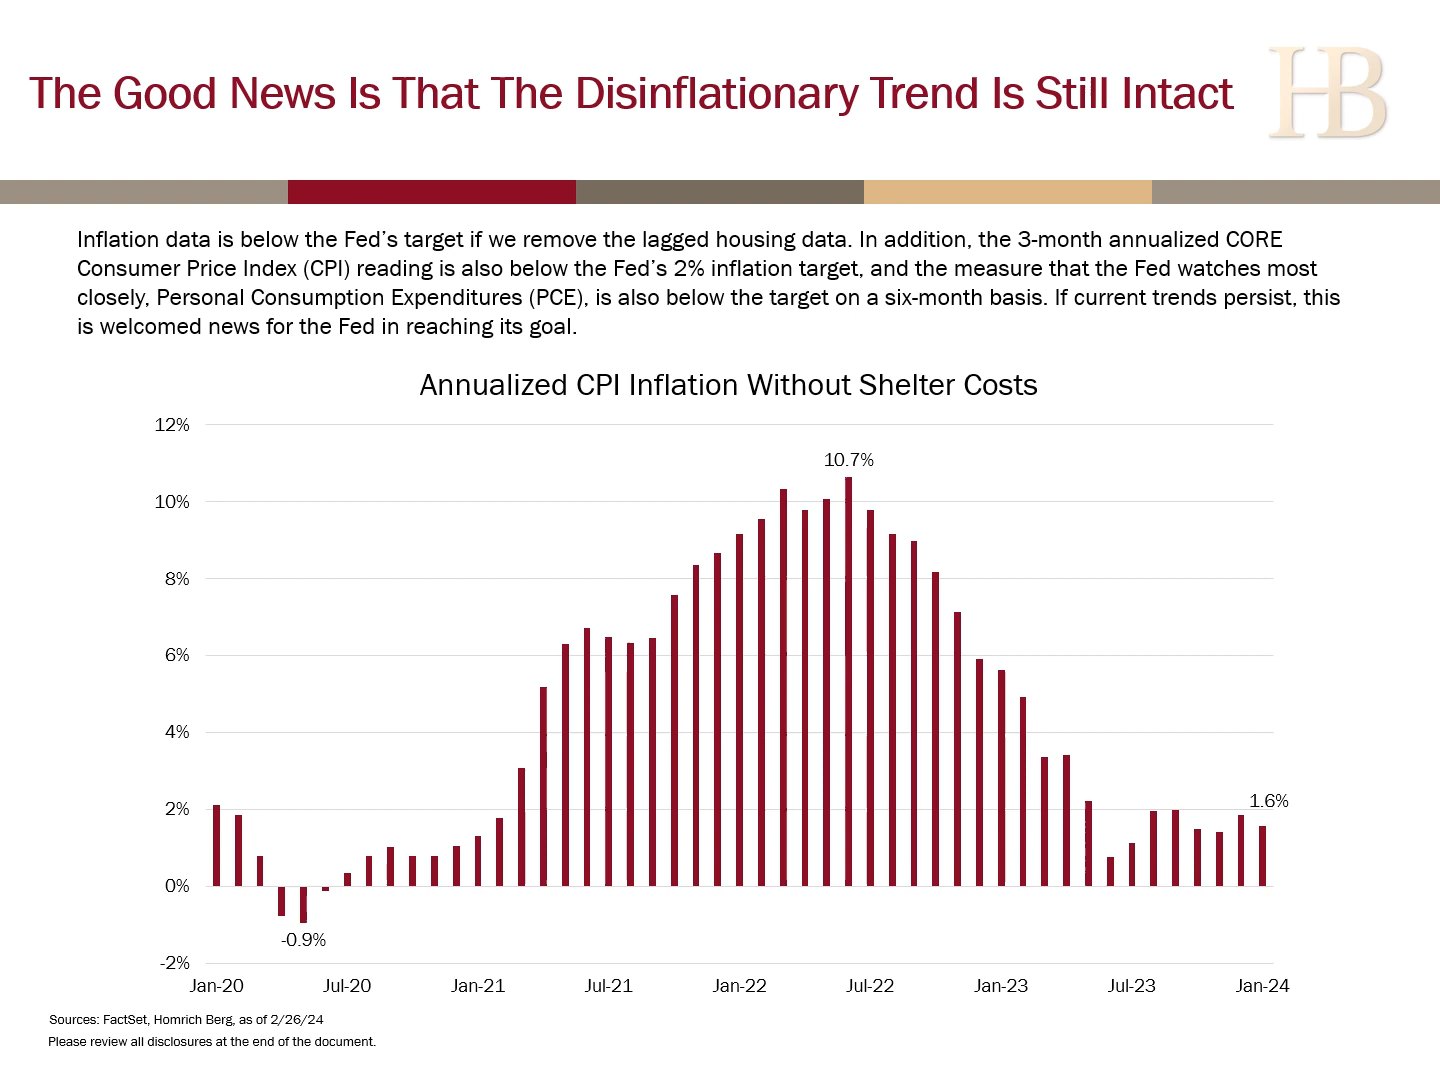 The Good News Is That The Disinflationary Trend Is Still Intact
HB
Inflation data is below the Fed’s target if we remove the lagged housing data. In addition, the 3-month annualized CORE
Consumer Price Index (CPI) reading is also below the Fed’s 2% inflation target, and the measure that the Fed watches most
closely, Personal Consumption Expenditures (PCE), is also below the target on a six-month basis. If current trends persist, this
is welcomed news for the Fed in reaching its goal.
Annualized CPI Inflation Without Shelter Costs
12%
10.7%
10%
8%
6%
4%
2%
1.6%
0%
-0.9%
-2%
Jan-20 Jul-20 Jan-21 Jul-21 Jan-22 Jul-22 Jan-23 Jul-23 Jan-24
Sources: FactSet, Homrich Berg, as of 2/26/24
Please review all disclosures at the end of the document.